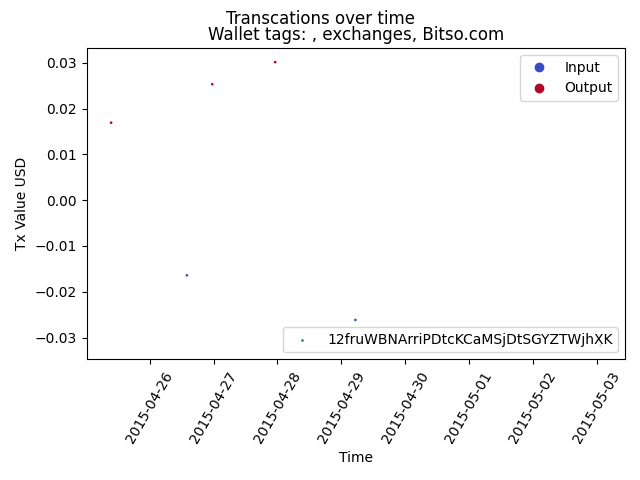 Transcations over time
Wallet tags: , exchanges, Bitso.com
Input
Output
0.03
0.02
0.01
0.00
−0.01
−0.02
−0.03
Tx Value USD
12fruWBNArriPDtcKCaMSjDtSGYZTWjhXK
2015-04-26
2015-04-27
2015-04-28
2015-04-29
2015-04-30
2015-05-01
2015-05-02
2015-05-03
Time